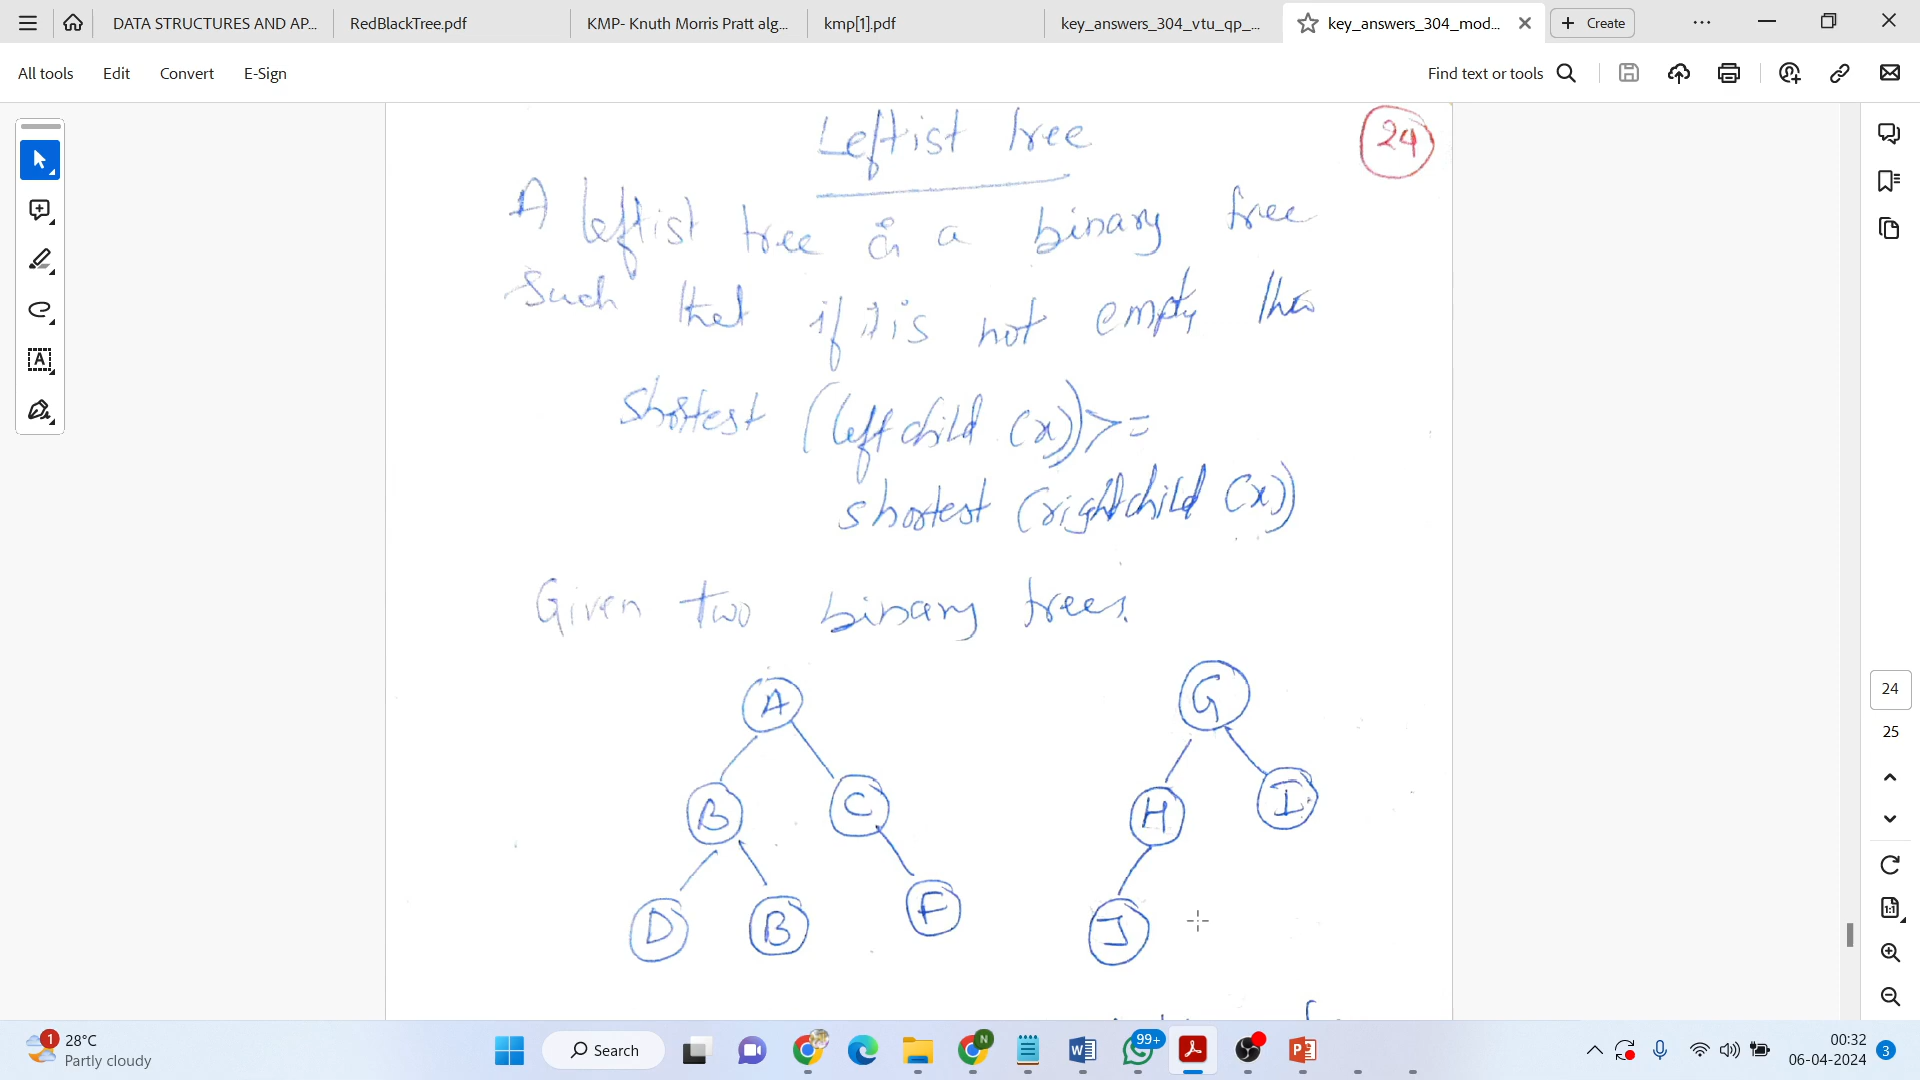 DATA STRUCTURES AND AP...
RedBlackTree.pdf
KMP- Knuth Morris Pratt alg...
kmp[1].pdf
key_answers_304_vtu_qp_...
key_answers_304_mod...
Create
All tools
Edit
Convert
E-Sign
Find text or tools
Leftist tree
24
A leftist tree is a binary tree
Such that if it is not empty then
Shortest (leftchild (x)) >=
shortest (rightchild (x))
Given two binary trees.
A
G
B
C
H
I
D
B
F
J
24
25
1
28°C
Partly cloudy
Search
N
99+
00:32
06-04-2024
3